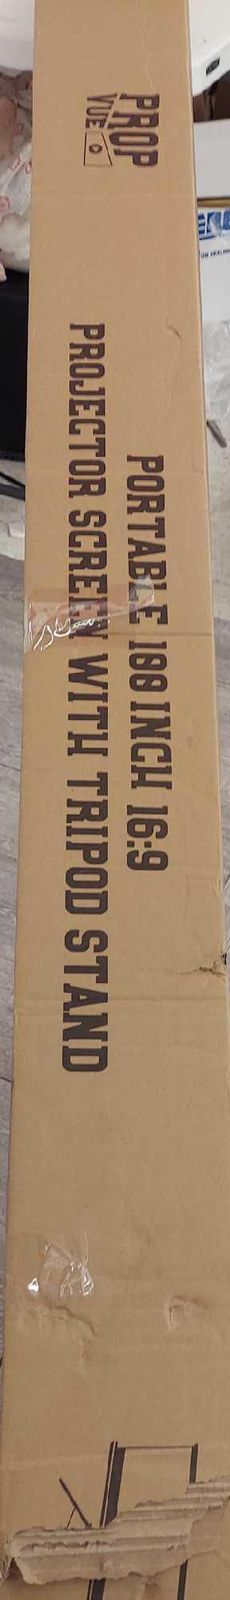 PROP
VUE
PORTABLE 100 INCH 16:9
PROJECTOR SCREEN WITH TRIPOD STAND